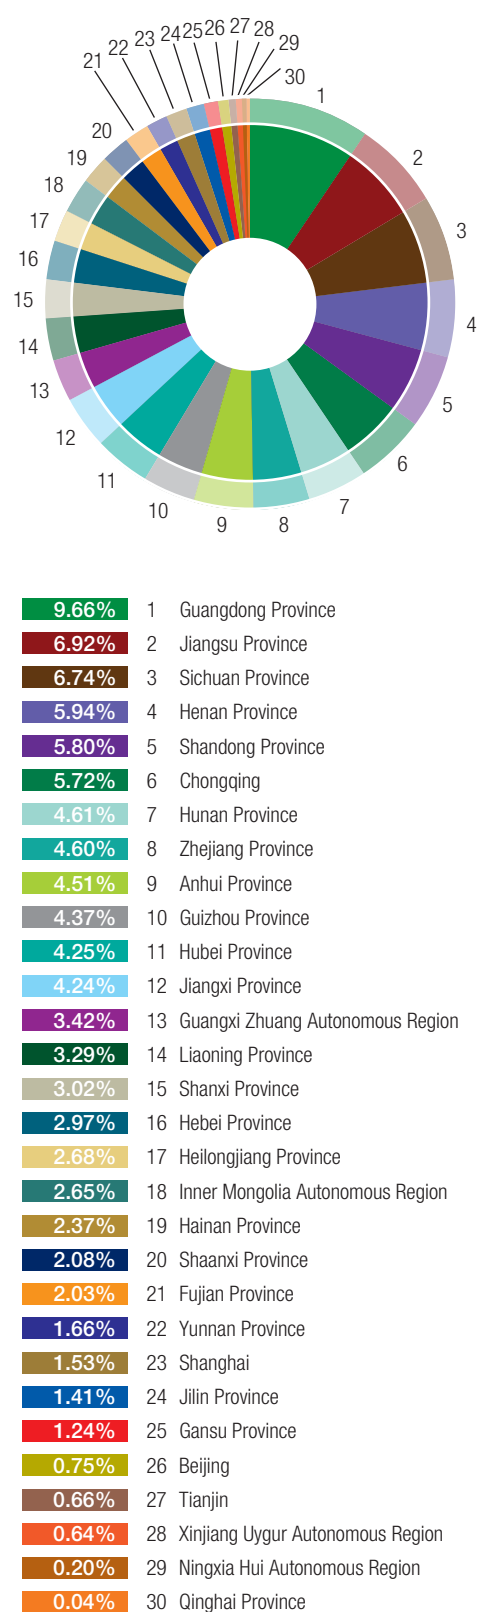 1
2
3
4
5
6
7
8
9
10
11
12
13
14
15
16
17
18
19
20
21
22
23
24
25
26
27
28
29
30
9.66% 1 Guangdong Province
6.92% 2 Jiangsu Province
6.74% 3 Sichuan Province
5.94% 4 Henan Province
5.80% 5 Shandong Province
5.72% 6 Chongqing
4.61% 7 Hunan Province
4.60% 8 Zhejiang Province
4.51% 9 Anhui Province
4.37% 10 Guizhou Province
4.25% 11 Hubei Province
4.24% 12 Jiangxi Province
3.42% 13 Guangxi Zhuang Autonomous Region
3.29% 14 Liaoning Province
3.02% 15 Shanxi Province
2.97% 16 Hebei Province
2.68% 17 Heilongjiang Province
2.65% 18 Inner Mongolia Autonomous Region
2.37% 19 Hainan Province
2.08% 20 Shaanxi Province
2.03% 21 Fujian Province
1.66% 22 Yunnan Province
1.53% 23 Shanghai
1.41% 24 Jilin Province
1.24% 25 Gansu Province
0.75% 26 Beijing
0.66% 27 Tianjin
0.64% 28 Xinjiang Uygur Autonomous Region
0.20% 29 Ningxia Hui Autonomous Region
0.04% 30 Qinghai Province